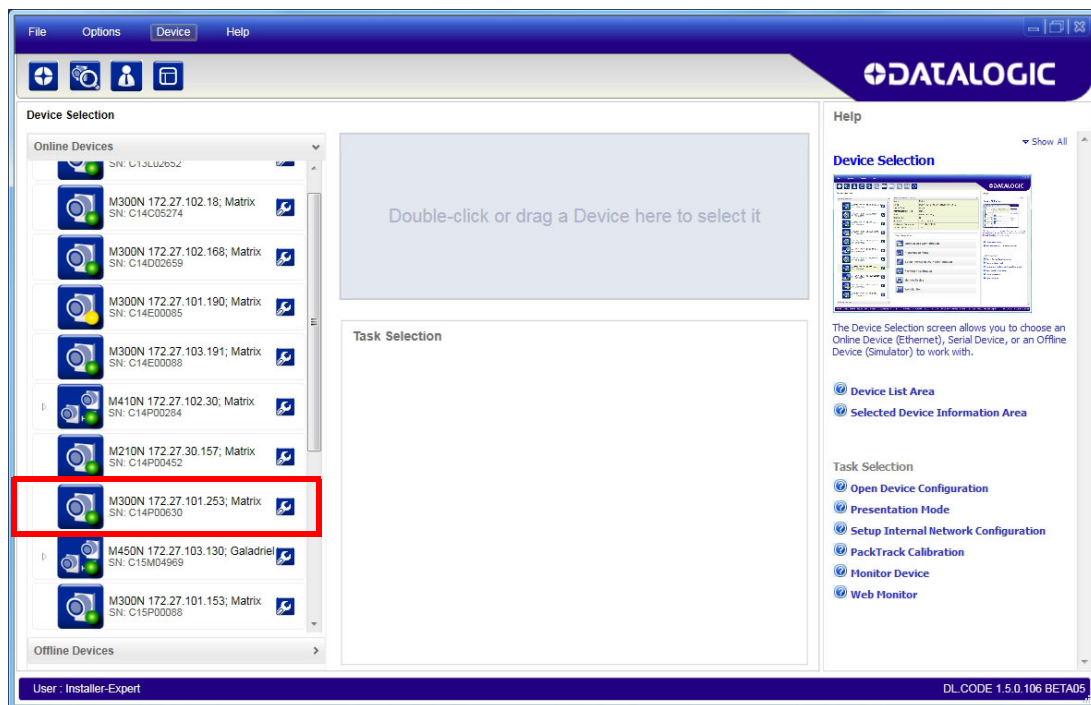 File Options Device Help
DATALOGIC
Device Selection
Online Devices
SN: C13L02652
M300N 172.27.102.18; Matrix
SN: C14C05274
M300N 172.27.102.168; Matrix
SN: C14D02659
M300N 172.27.101.190; Matrix
SN: C14E00085
M300N 172.27.103.191; Matrix
SN: C14E00088
M410N 172.27.102.30; Matrix
SN: C14P00284
M210N 172.27.30.157; Matrix
SN: C14P00452
M300N 172.27.101.253; Matrix
SN: C14P00630
M450N 172.27.103.130; Galadriel
SN: C15M04969
M300N 172.27.101.153; Matrix
SN: C15P00088
Offline Devices
Double-click or drag a Device here to select it
Task Selection
Help
Show All
Device Selection
The Device Selection screen allows you to choose an
Online Device (Ethernet), Serial Device, or an Offline
Device (Simulator) to work with.
Device List Area
Selected Device Information Area
Task Selection
Open Device Configuration
Presentation Mode
Setup Internal Network Configuration
PackTrack Calibration
Monitor Device
Web Monitor
User : Installer-Expert
DL.CODE 1.5.0.106 BETA05